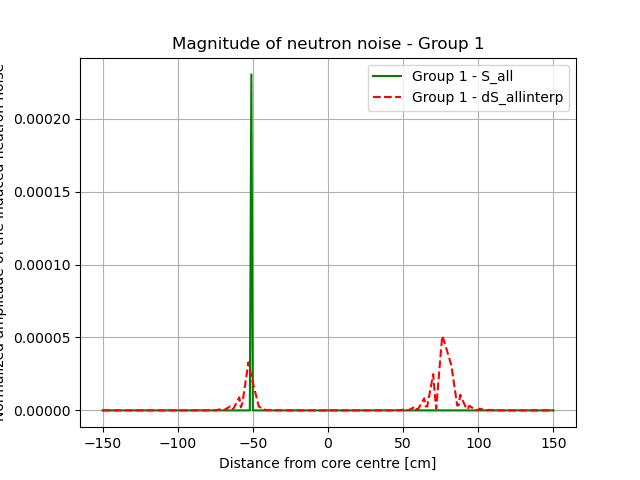 Magnitude of neutron noise - Group 1
Group 1 - S_all
Group 1 - dS_allinterp
0.00020
0.00015
0.00010
0.00005
0.00000
−150
−100
−50
0
50
100
150
Distance from core centre [cm]
Normalized amplitude of the induced neutron noise